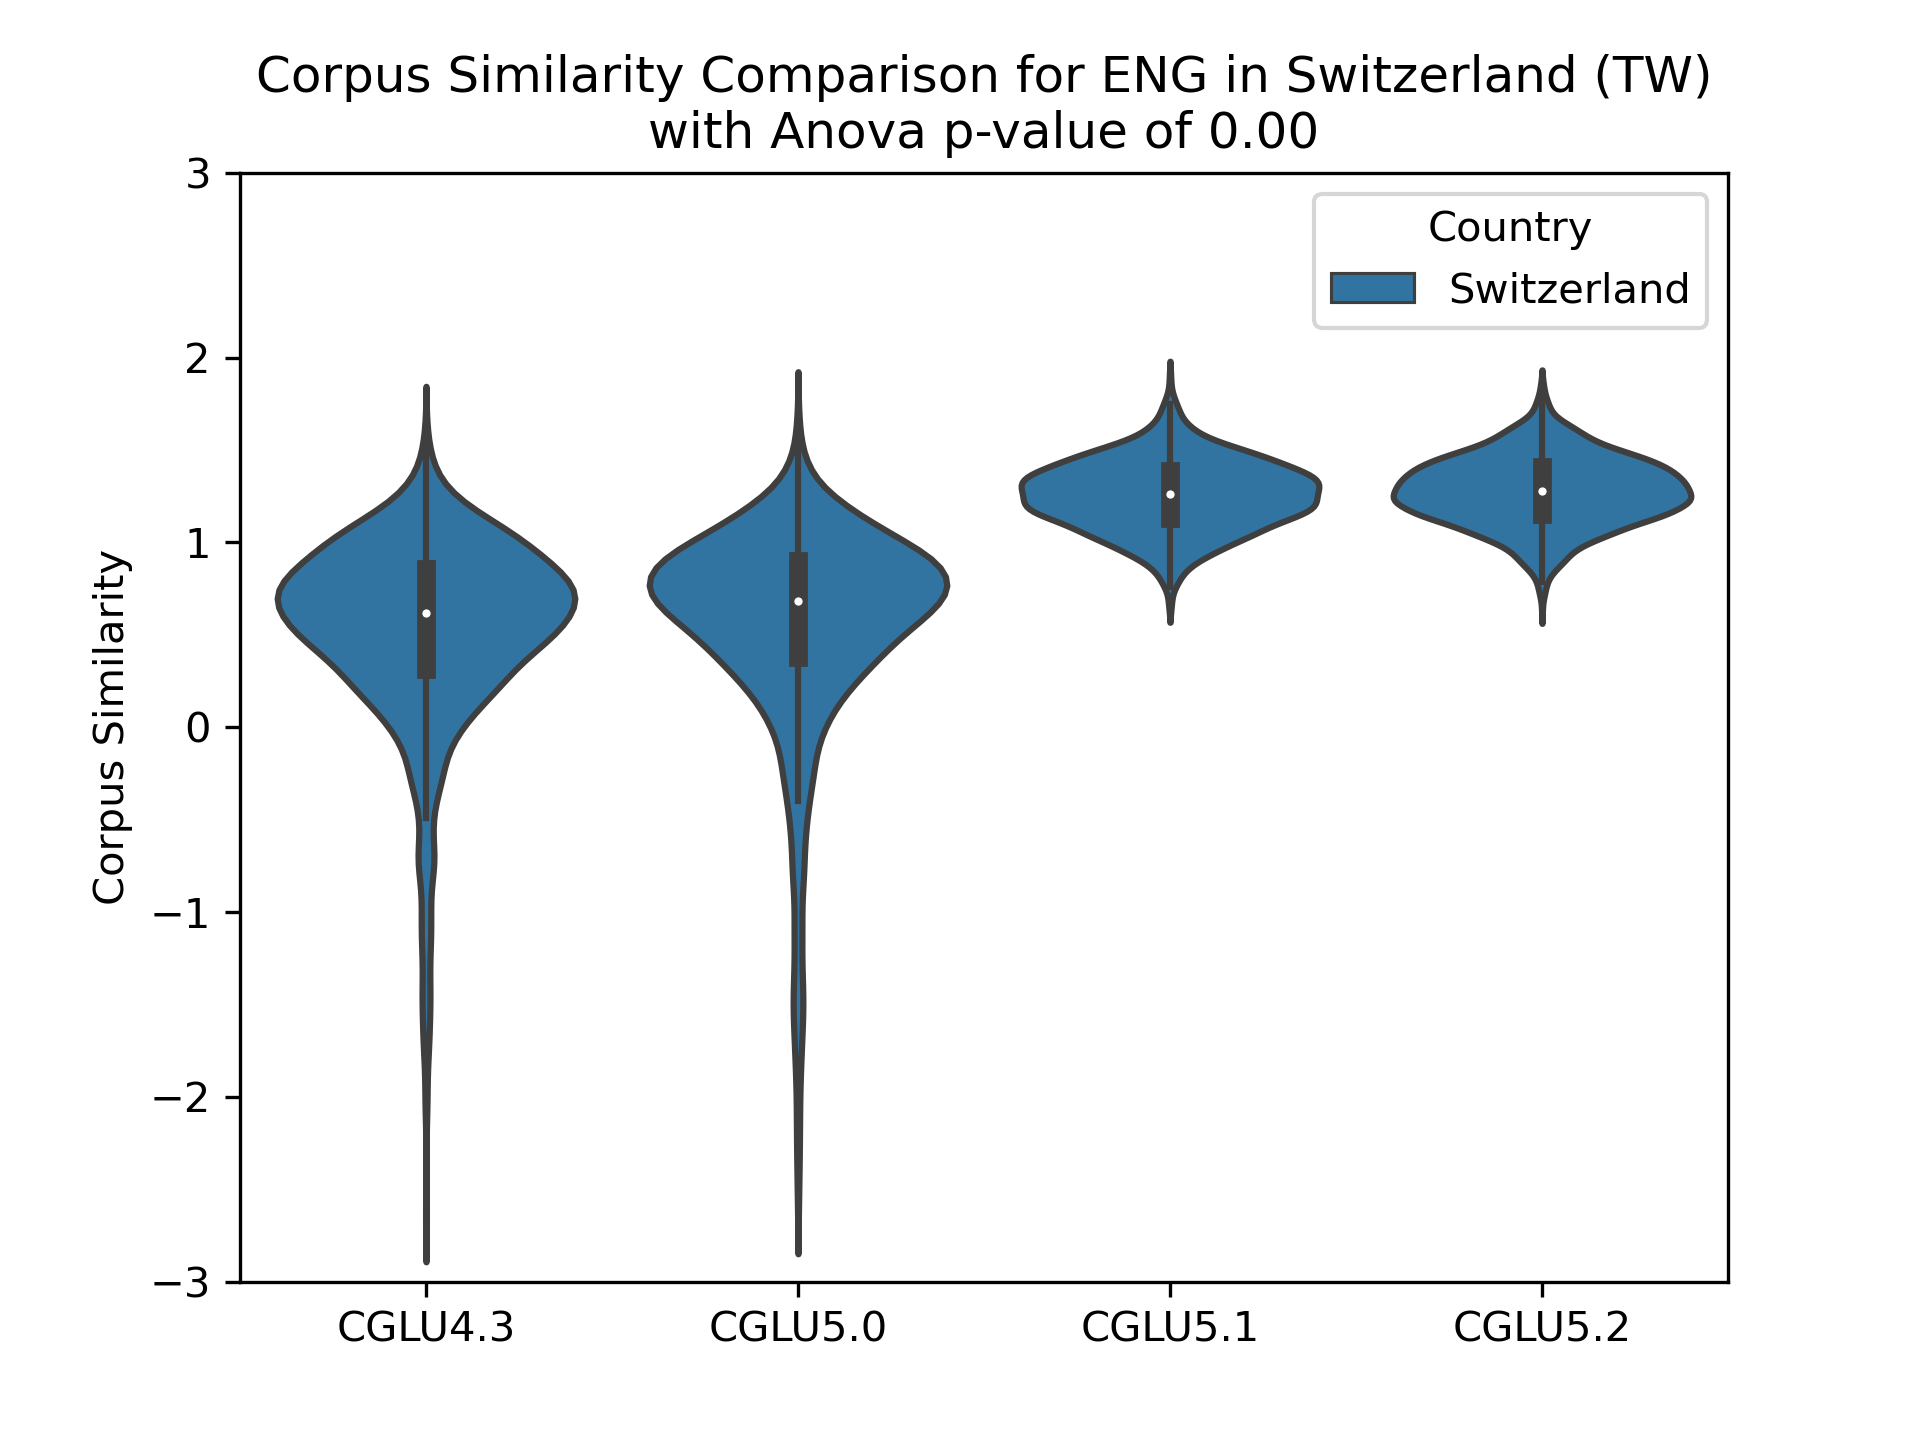 Corpus Similarity Comparison for ENG in Switzerland (TW)
with Anova p-value of 0.00
3
2
1
0
−1
−2
−3
Corpus Similarity
Country
Switzerland
CGLU4.3
CGLU5.0
CGLU5.1
CGLU5.2